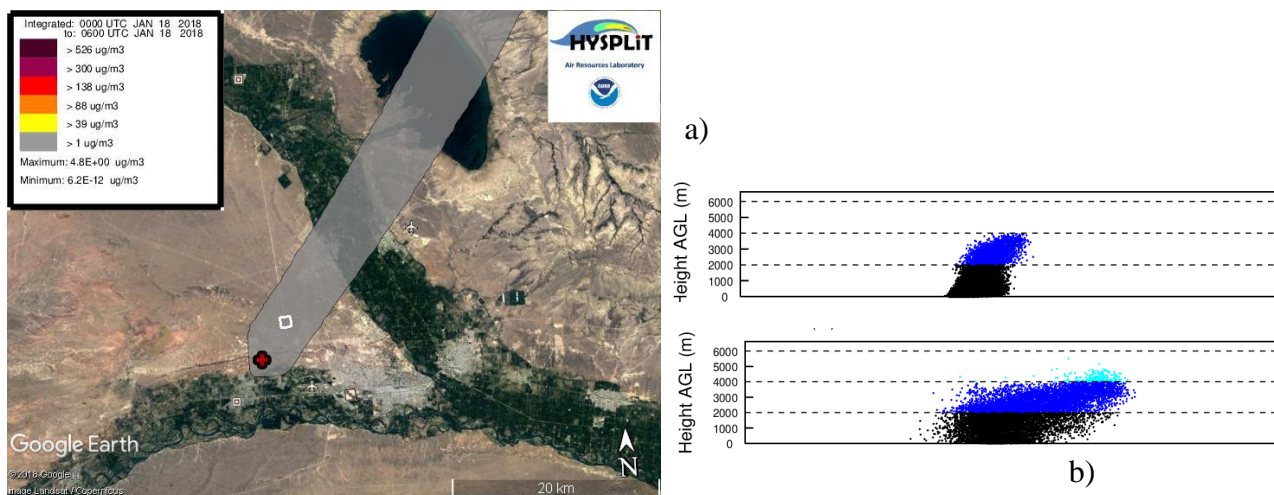 Integrated: 0000 UTC JAN 18 2018
to: 0600 UTC JAN 18 2018
> 526 ug/m3
> 300 ug/m3
> 138 ug/m3
> 88 ug/m3
> 39 ug/m3
> 1 ug/m3
Maximum: 4.8E+00 ug/m3
Minimum: 6.2E-12 ug/m3
HYSPLiT
Air Resources Laboratory
NOAA
Google Earth
©2018 Google
Image Landsat / Copernicus
N
20 km
a)
Height AGL (m)
6000
4000
2000
0
Height AGL (m)
6000
5000
4000
3000
2000
1000
0
b)